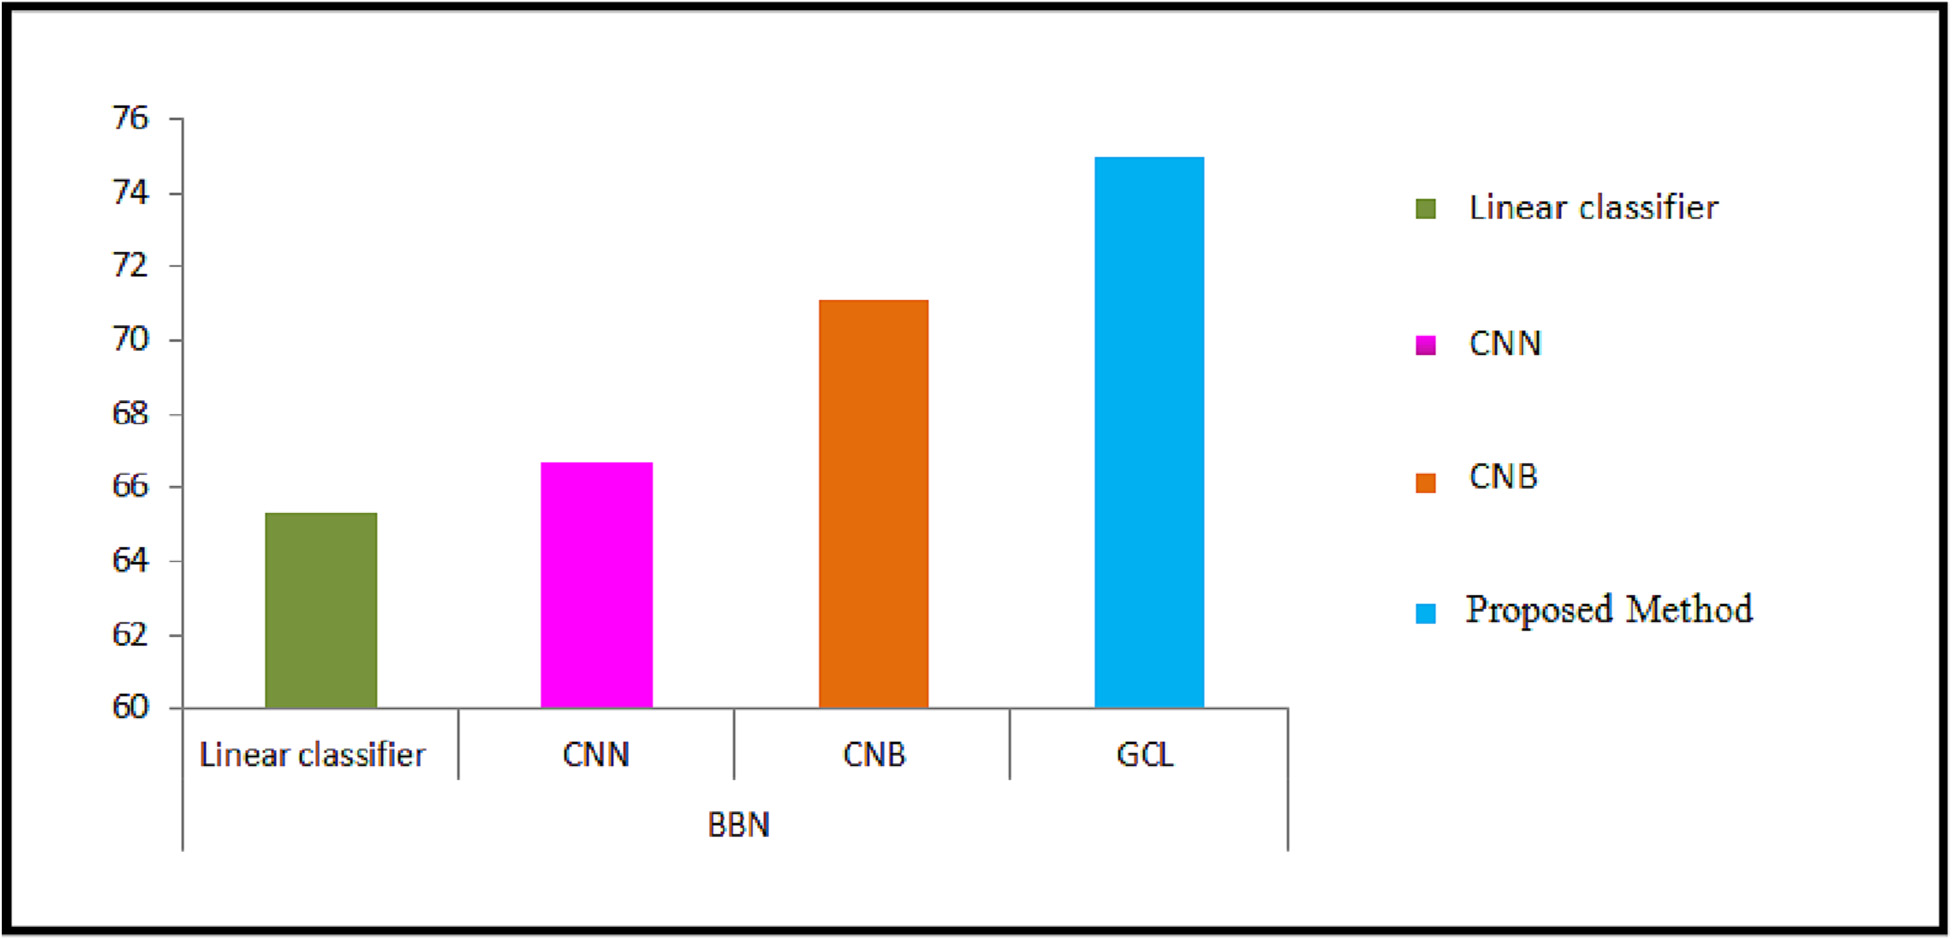 76
74
72
70
68
66
64
62
60
Linear classifier
CNN
CNB
GCL
BBN
Linear classifier
CNN
CNB
Proposed Method